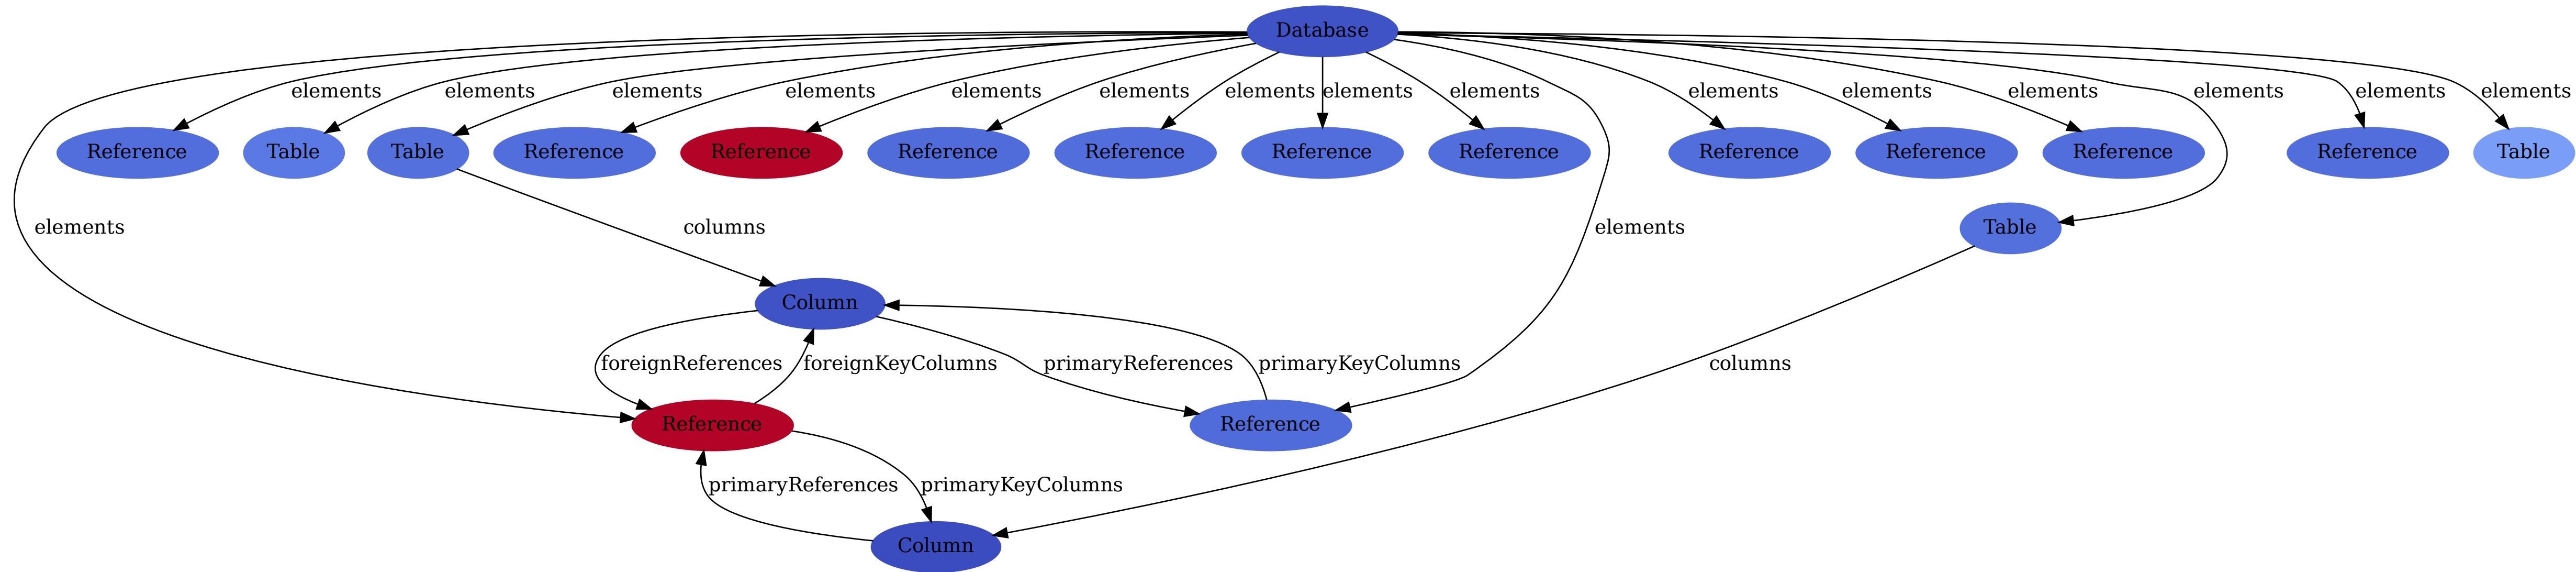 Database
elements elements elements elements elements elements elements elements elements elements elements elements elements elements elements
Reference Table Table Reference Reference Reference Reference Reference Reference Reference Reference Reference Reference Table
elements columns elements Table
Column
foreignReferences foreignKeyColumns primaryReferences primaryKeyColumns columns
Reference Reference
primaryReferences primaryKeyColumns
Column